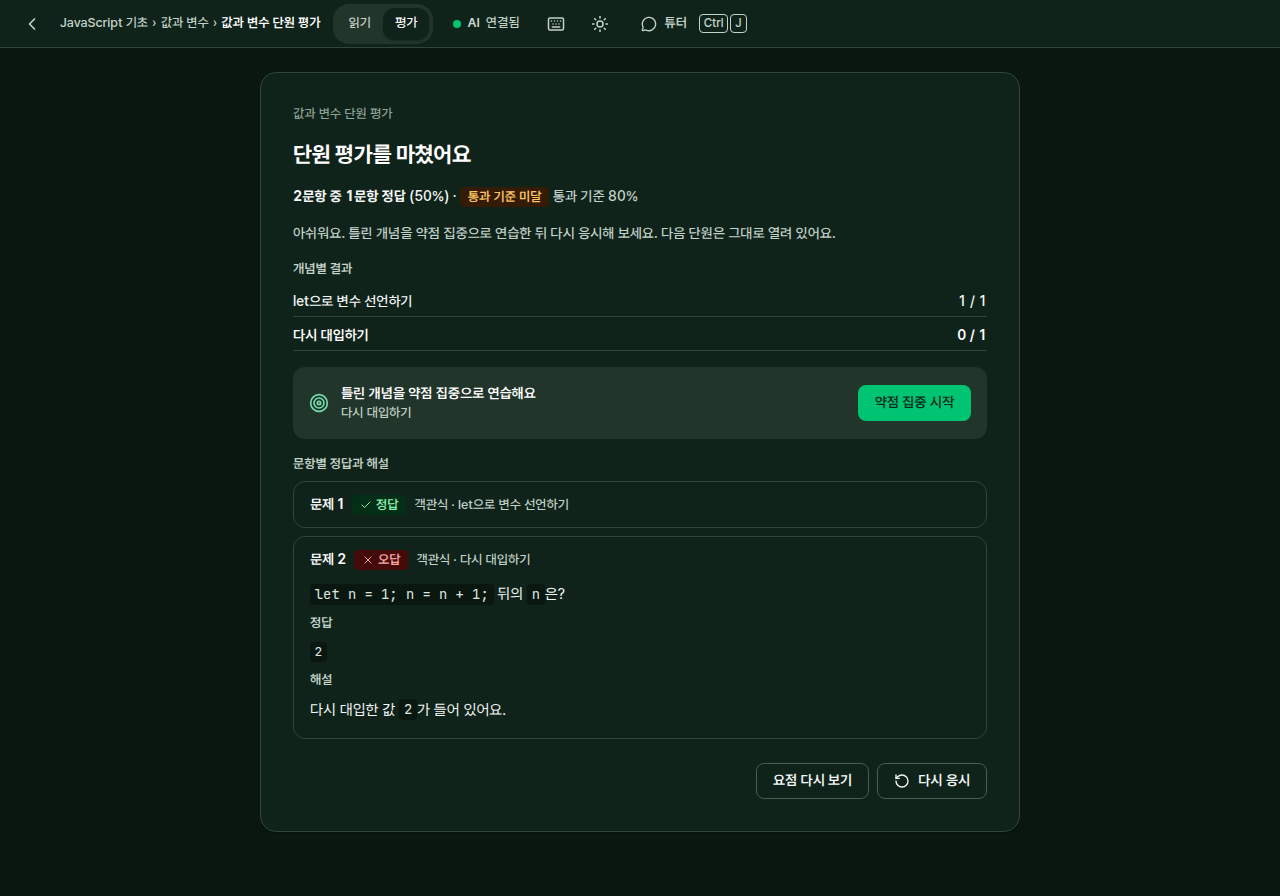 JavaScript 기초 › 값과 변수 › 값과 변수 단원 평가 읽기 평가 AI 연결됨 튜터 Ctrl J
값과 변수 단원 평가
단원 평가를 마쳤어요
2문항 중 1문항 정답 (50%) · 통과 기준 미달 통과 기준 80%
아쉬워요. 틀린 개념을 약점 집중으로 연습한 뒤 다시 응시해 보세요. 다음 단원은 그대로 열려 있어요.
개념별 결과
let으로 변수 선언하기 1 / 1
다시 대입하기 0 / 1
틀린 개념을 약점 집중으로 연습해요
다시 대입하기
약점 집중 시작
문항별 정답과 해설
문제 1 정답 객관식 · let으로 변수 선언하기
문제 2 오답 객관식 · 다시 대입하기
let n = 1; n = n + 1; 뒤의 n은?
정답
2
해설
다시 대입한 값 2가 들어 있어요.
요점 다시 보기 다시 응시